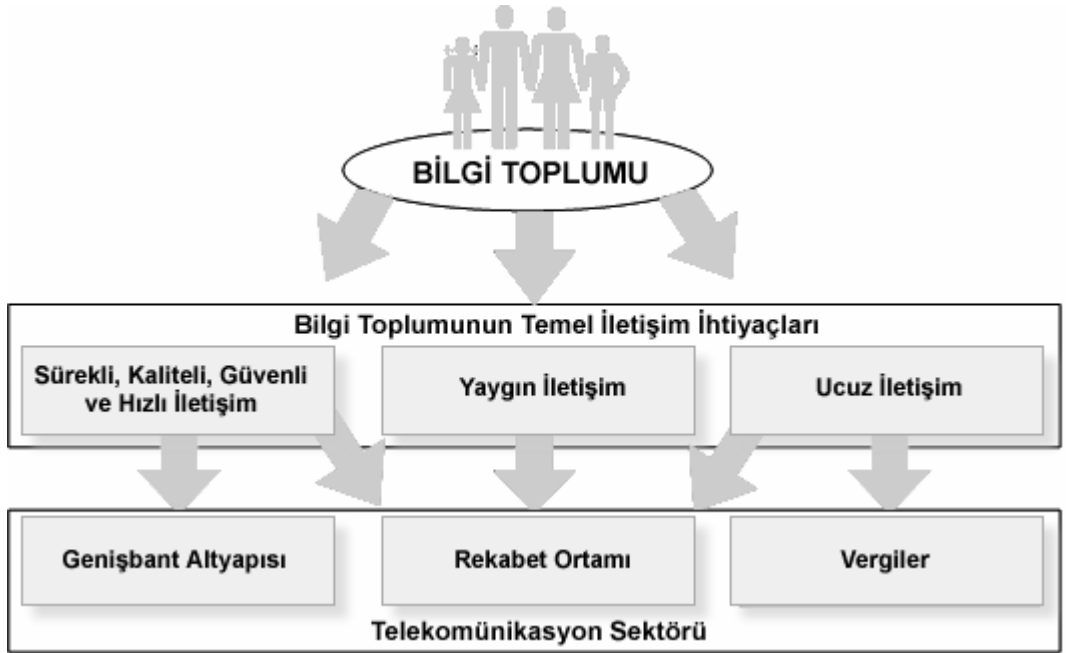 BİLGİ TOPLUMU
Bilgi Toplumunun Temel İletişim İhtiyaçları
Sürekli, Kaliteli, Güvenli
ve Hızlı İletişim
Yaygın İletişim
Ucuz İletişim
Genişbant Altyapısı
Rekabet Ortamı
Vergiler
Telekomünikasyon Sektörü